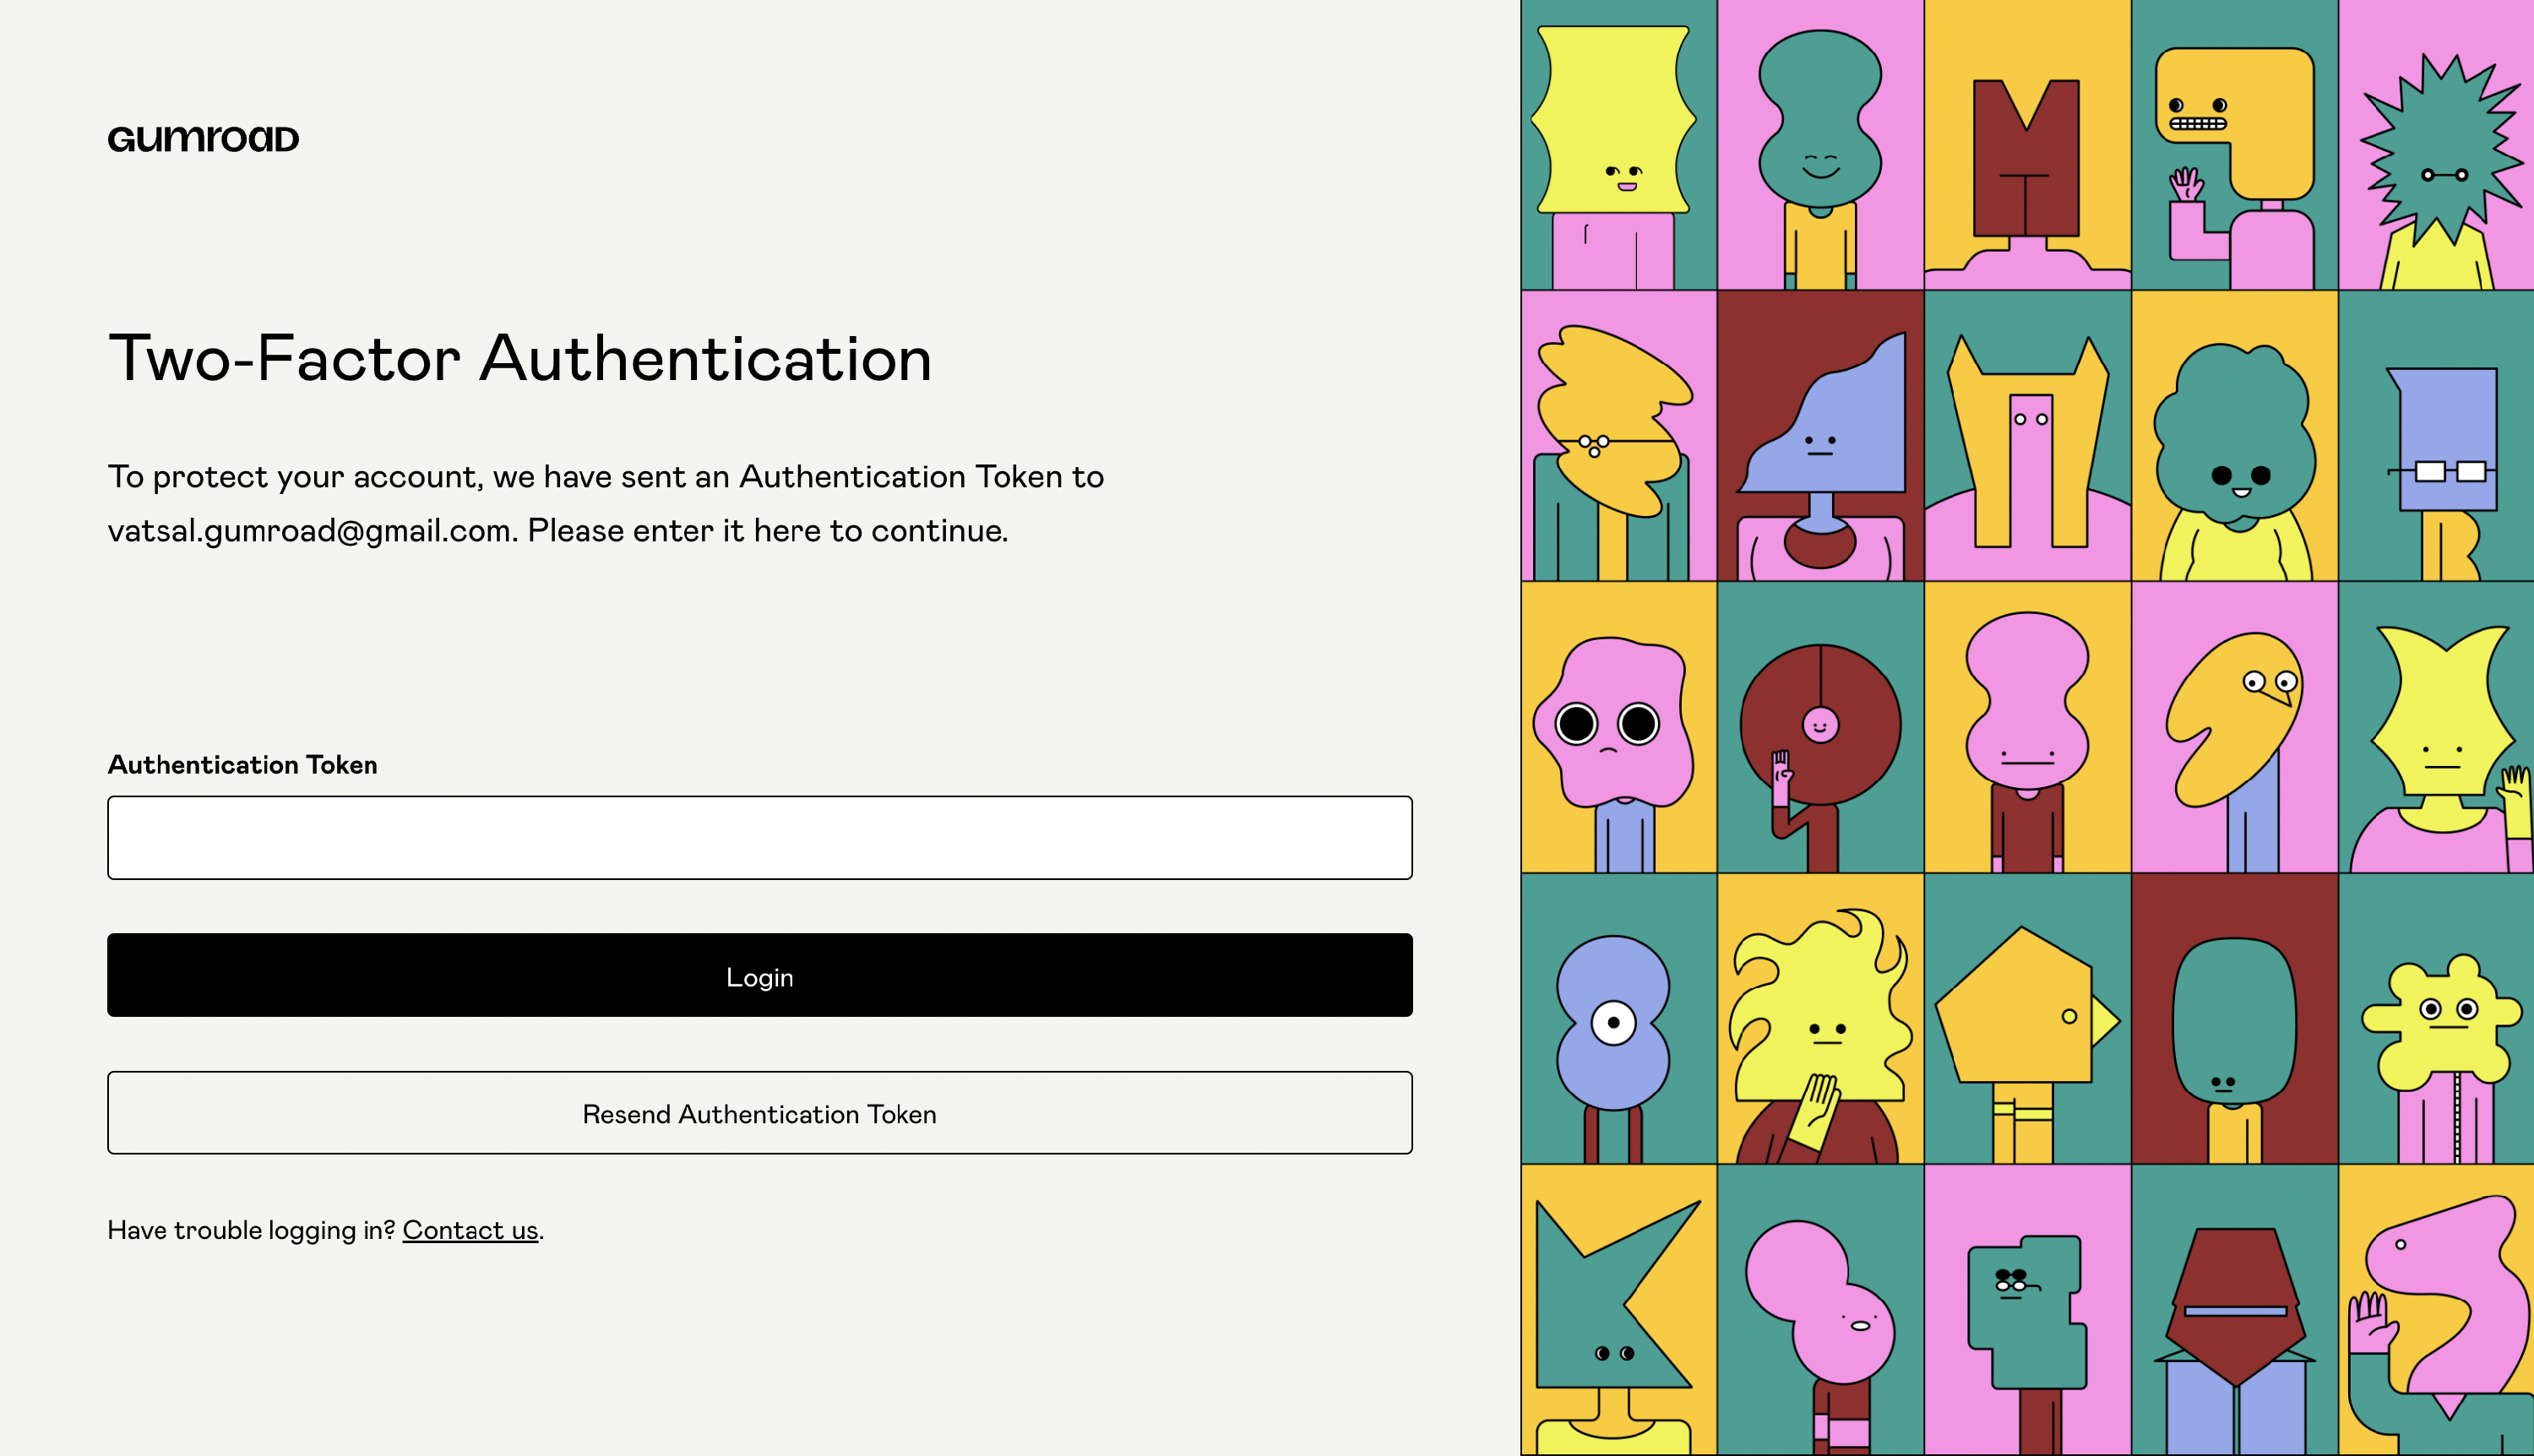 Gumroad
Two-Factor Authentication
To protect your account, we have sent an Authentication Token to
vatsal.gumroad@gmail.com. Please enter it here to continue.
Authentication Token
Login
Resend Authentication Token
Have trouble logging in? Contact us.